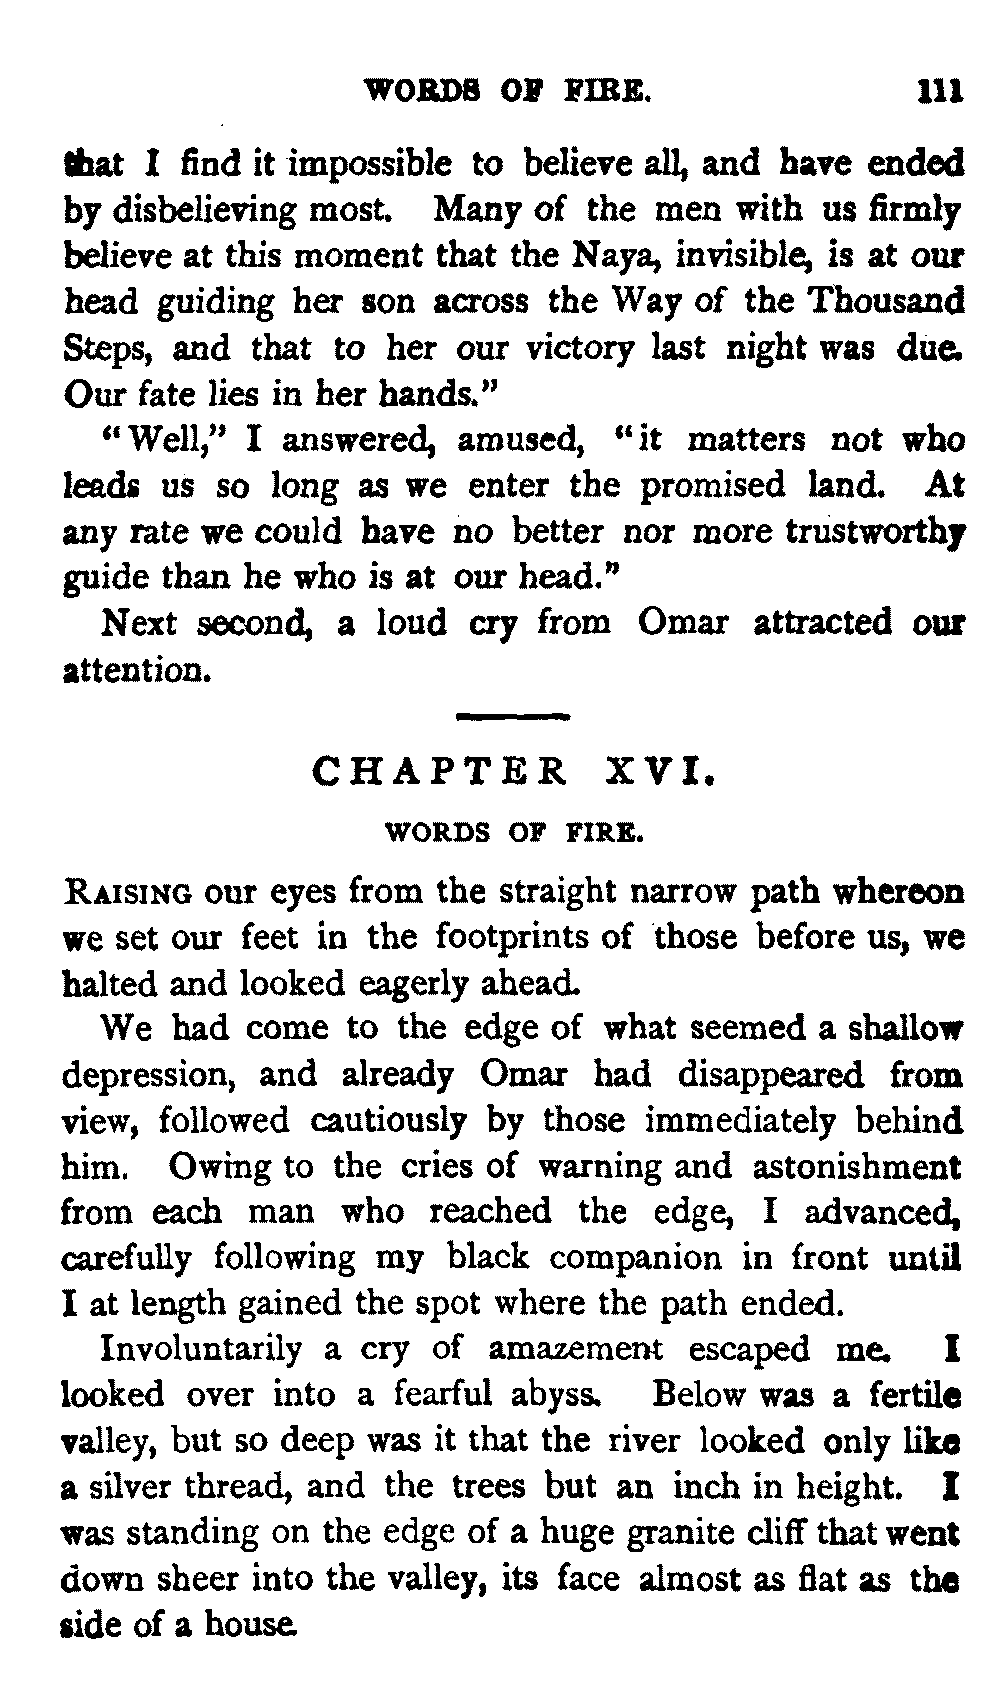 WORDS OF FIRE. 111
that I find it impossible to believe all, and have ended
by disbelieving most. Many of the men with us firmly
believe at this moment that the Naya, invisible, is at our
head guiding her son across the Way of the Thousand
Steps, and that to her our victory last night was due.
Our fate lies in her hands."
"Well," I answered, amused, "it matters not who
leads us so long as we enter the promised land. At
any rate we could have no better nor more trustworthy
guide than he who is at our head."
Next second, a loud cry from Omar attracted our
attention.
CHAPTER XVI.
WORDS OF FIRE.
RAISING our eyes from the straight narrow path whereon
we set our feet in the footprints of those before us, we
halted and looked eagerly ahead.
We had come to the edge of what seemed a shallow
depression, and already Omar had disappeared from
view, followed cautiously by those immediately behind
him. Owing to the cries of warning and astonishment
from each man who reached the edge, I advanced,
carefully following my black companion in front until
I at length gained the spot where the path ended.
Involuntarily a cry of amazement escaped me. I
looked over into a fearful abyss. Below was a fertile
valley, but so deep was it that the river looked only like
a silver thread, and the trees but an inch in height. I
was standing on the edge of a huge granite cliff that went
down sheer into the valley, its face almost as flat as the
side of a house.